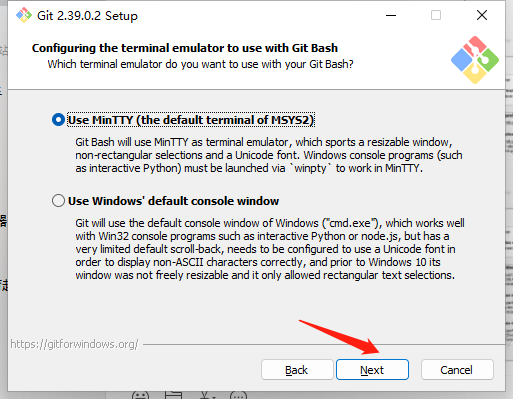 Git 2.39.0.2 Setup
Configuring the terminal emulator to use with Git Bash
Which terminal emulator do you want to use with your Git Bash?
Use MinTTY (the default terminal of MSYS2)
Git Bash will use MinTTY as terminal emulator, which sports a resizable window,
non-rectangular selections and a Unicode font. Windows console programs (such
as interactive Python) must be launched via `winpty` to work in MinTTY.
Use Windows' default console window
Git will use the default console window of Windows ("cmd.exe"), which works well
with Win32 console programs such as interactive Python or node.js, but has a
very limited default scroll-back, needs to be configured to use a Unicode font in
order to display non-ASCII characters correctly, and prior to Windows 10 its
window was not freely resizable and it only allowed rectangular text selections.
https://gitforwindows.org/
Back
Next
Cancel